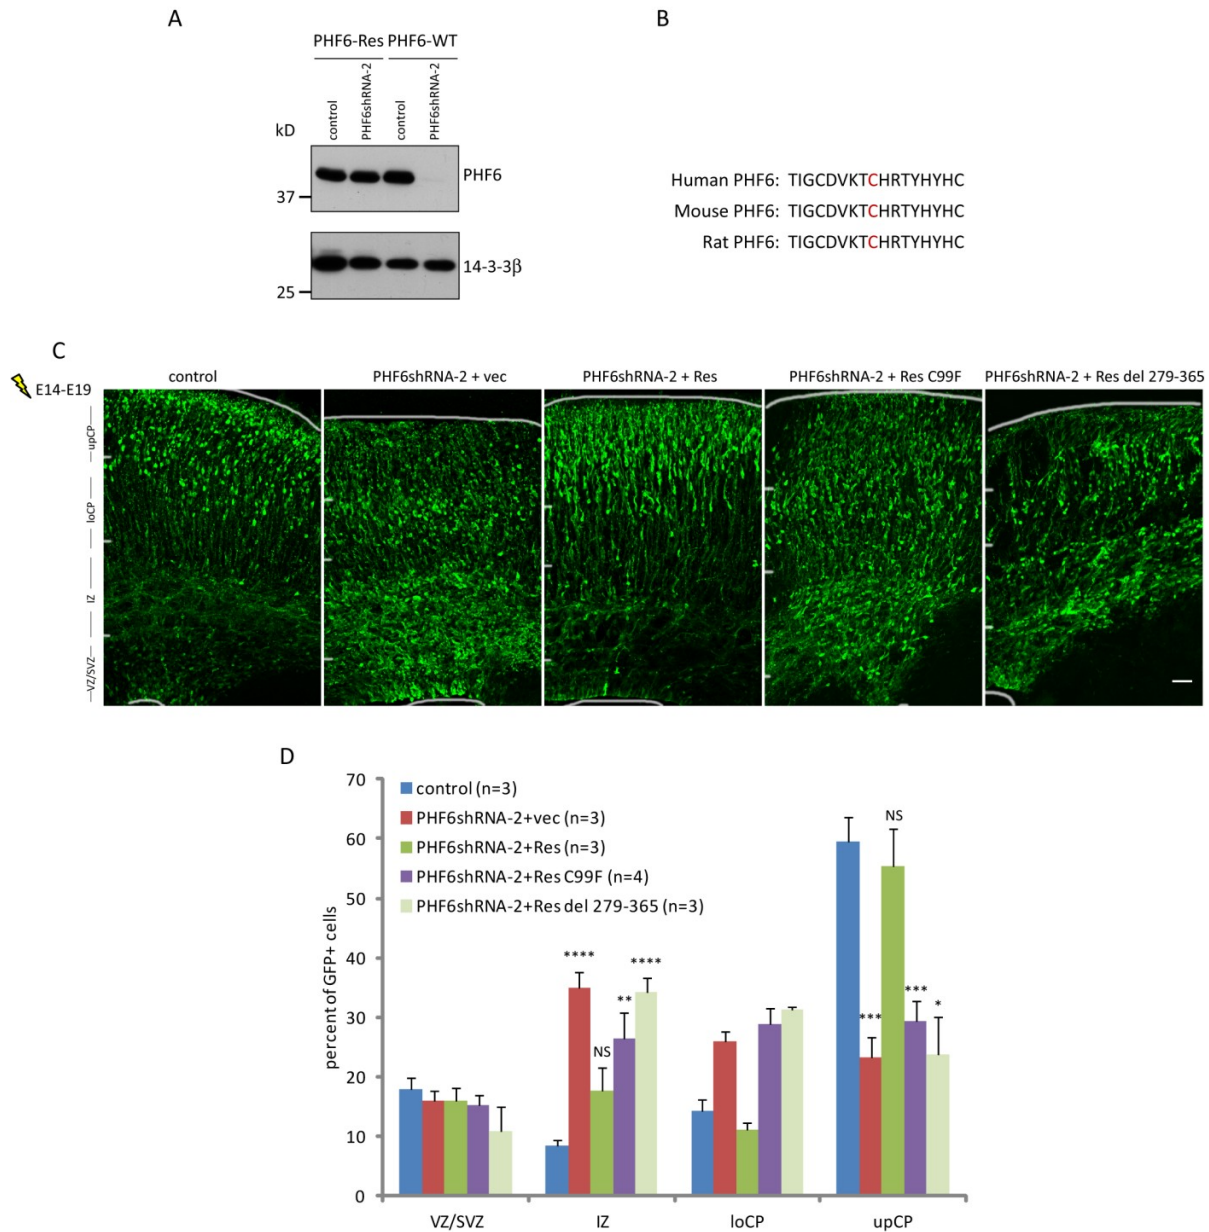 A
PHF6-Res PHF6-WT
control
PHF6shRNA-2
control
PHF6shRNA-2
kD
PHF6
37
14-3-3β
25
B
Human PHF6: TIGCDVKTCHRTYHYHC
Mouse PHF6: TIGCDVKTCHRTYHYHC
Rat PHF6: TIGCDVKTCHRTYHYHC
C
E14-E19
control
PHF6shRNA-2 + vec
PHF6shRNA-2 + Res
PHF6shRNA-2 + Res C99F
PHF6shRNA-2 + Res del 279-365
upCP
loCP
IZ
VZ/SVZ
D
percent of GFP+ cells
70
60
50
40
30
20
10
0
control (n=3)
PHF6shRNA-2+vec (n=3)
PHF6shRNA-2+Res (n=3)
PHF6shRNA-2+Res C99F (n=4)
PHF6shRNA-2+Res del 279-365 (n=3)
****
NS
**
****
***
NS
***
*
VZ/SVZ
IZ
loCP
upCP